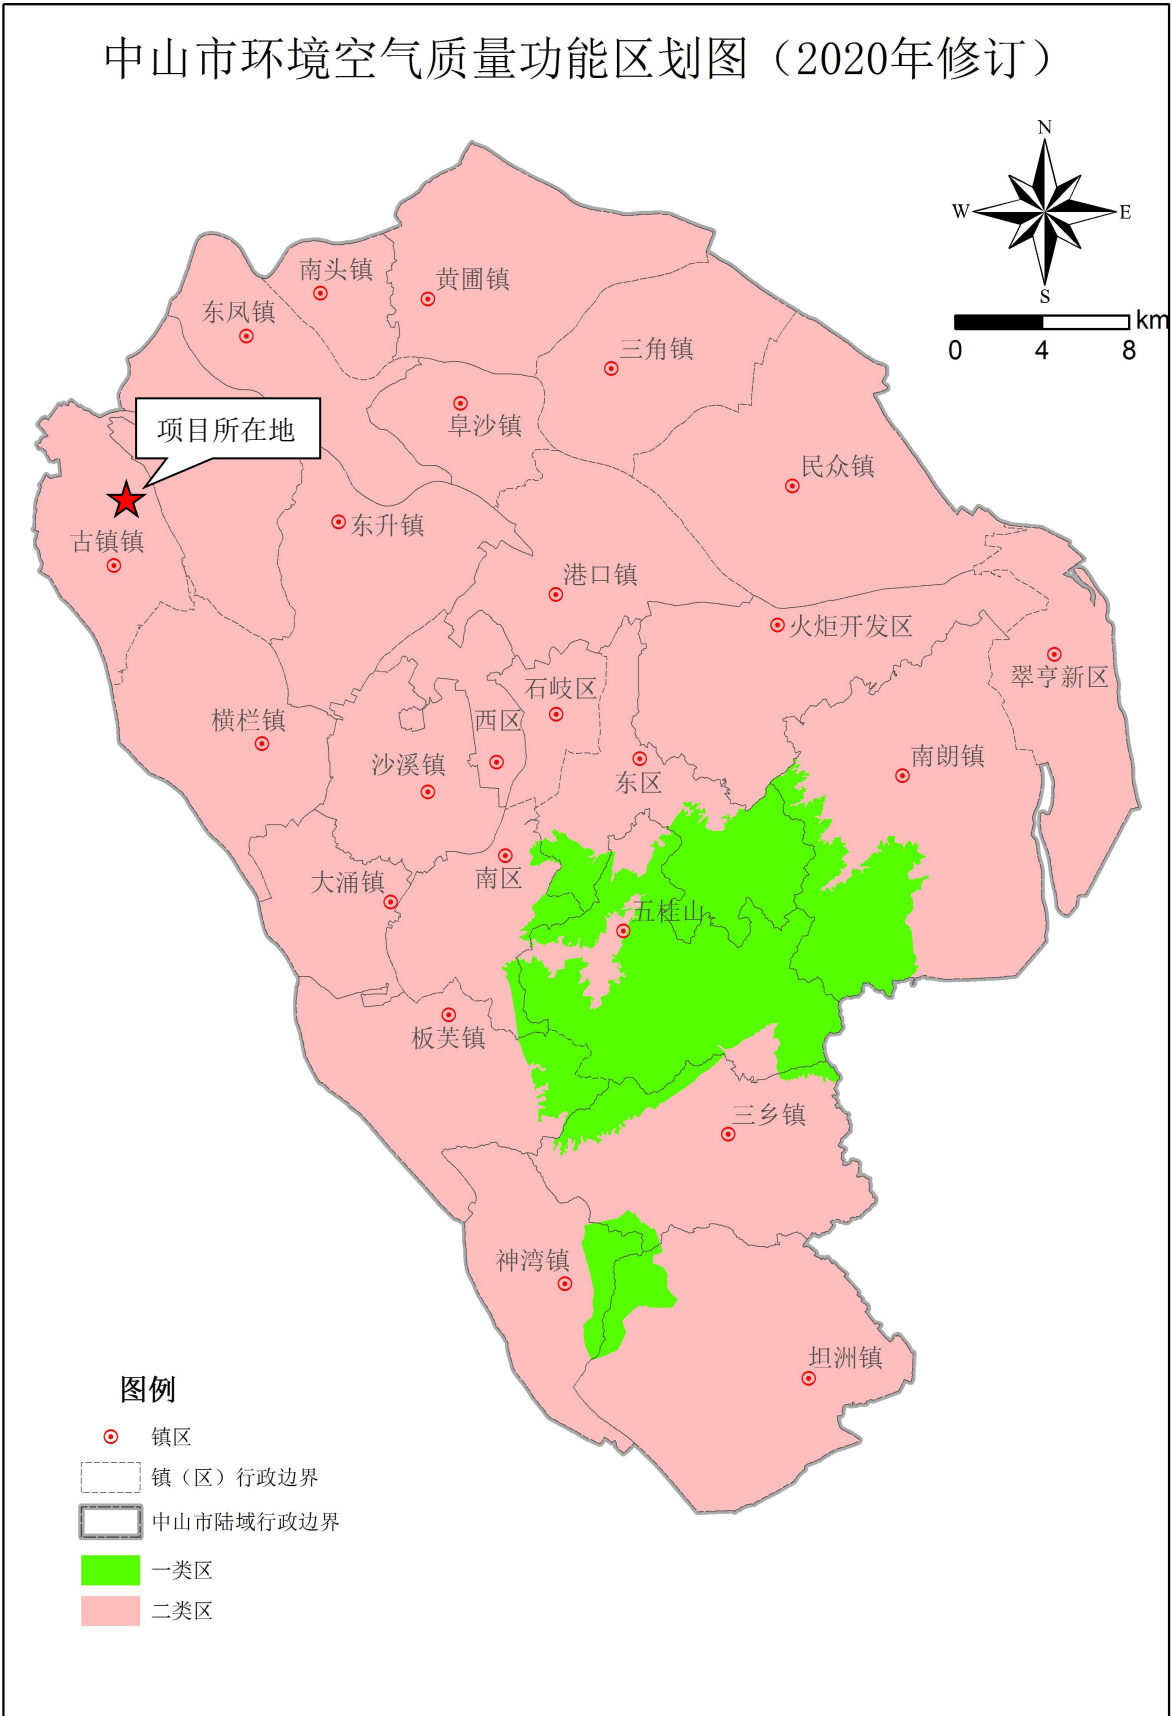 中山市环境空气质量功能区划图（2020年修订）
N
W
E
S
km
0
4
8
南头镇
黄圃镇
东凤镇
三角镇
阜沙镇
项目所在地
民众镇
东升镇
古镇镇
港口镇
火炬开发区
翠亨新区
石岐区
西区
横栏镇
沙溪镇
东区
南朗镇
南区
大涌镇
五桂山
板芙镇
三乡镇
神湾镇
坦洲镇
图例
镇区
镇（区）行政边界
中山市陆域行政边界
一类区
二类区